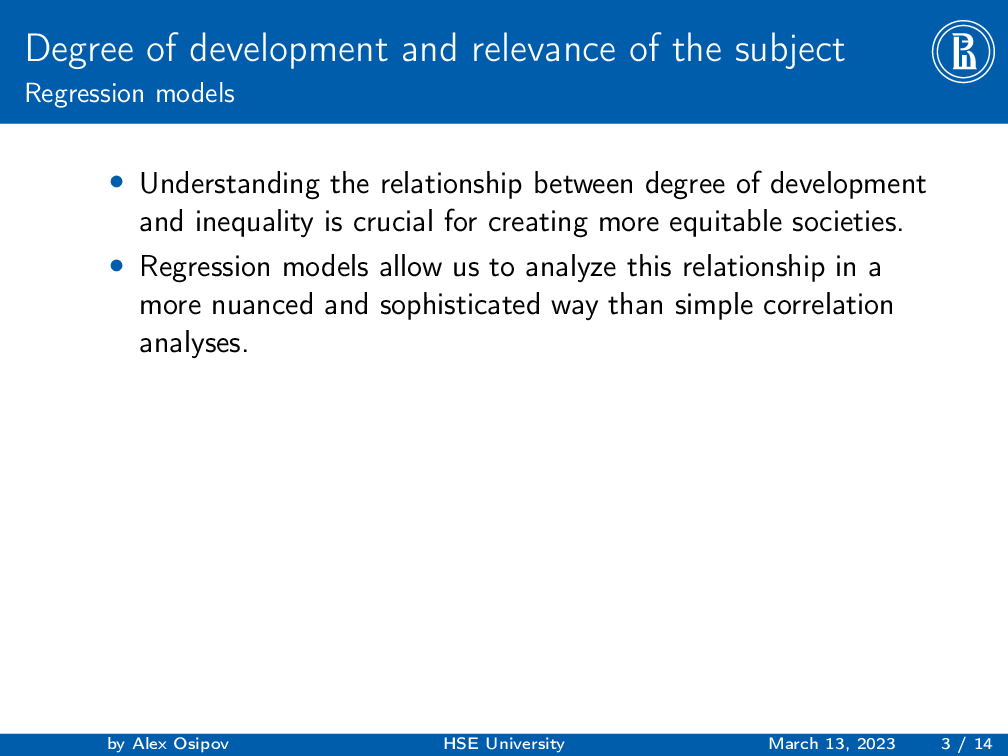 Degree of development and relevance of the subject
Regression models
• Understanding the relationship between degree of development
and inequality is crucial for creating more equitable societies.
• Regression models allow us to analyze this relationship in a
more nuanced and sophisticated way than simple correlation
analyses.
by Alex Osipov HSE University March 13, 2023 3 / 14